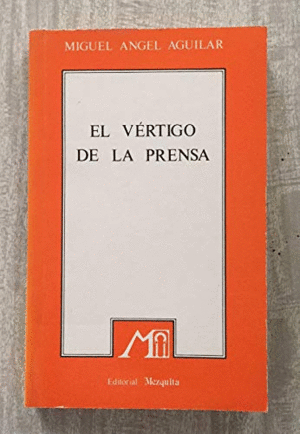 MIGUEL ANGEL AGUILAR
EL VÉRTIGO
DE LA PRENSA
Editorial Mezquita